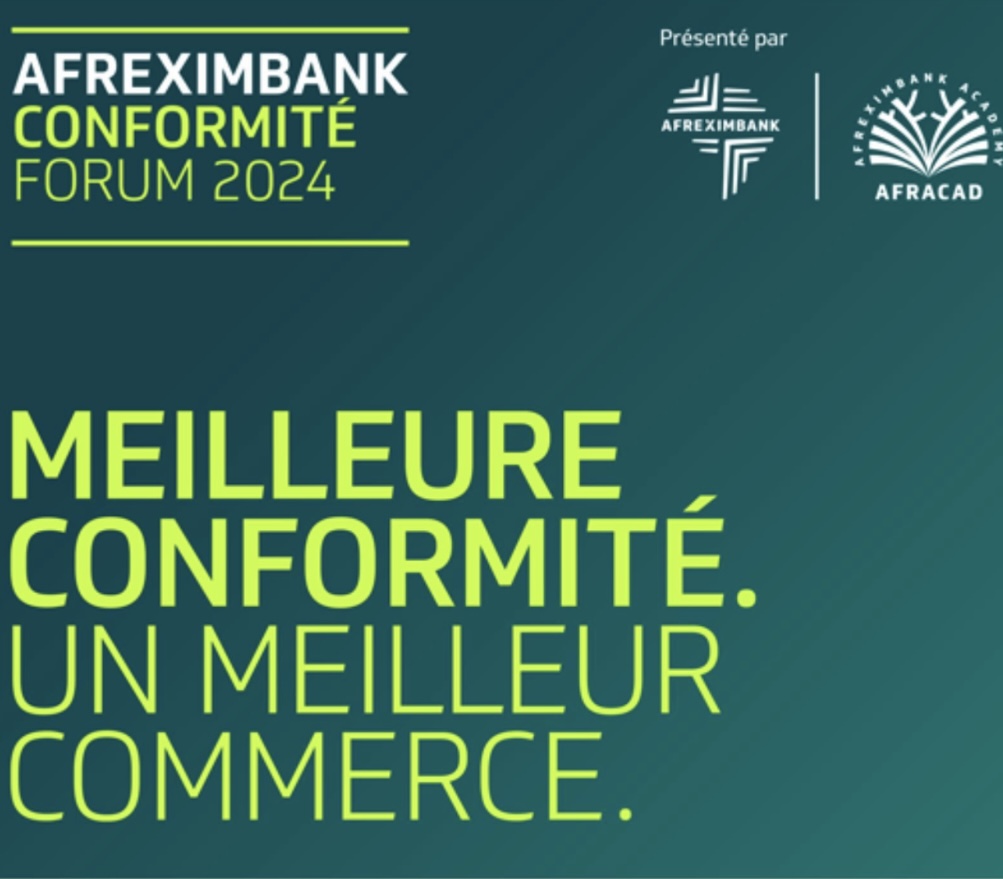 AFREXIMBANK
CONFORMITÉ
FORUM 2024
Présenté par
AFREXIMBANK
AFREXIMBANK ACADEMY
AFRACAD
MEILLEURE
CONFORMITÉ.
UN MEILLEUR
COMMERCE.